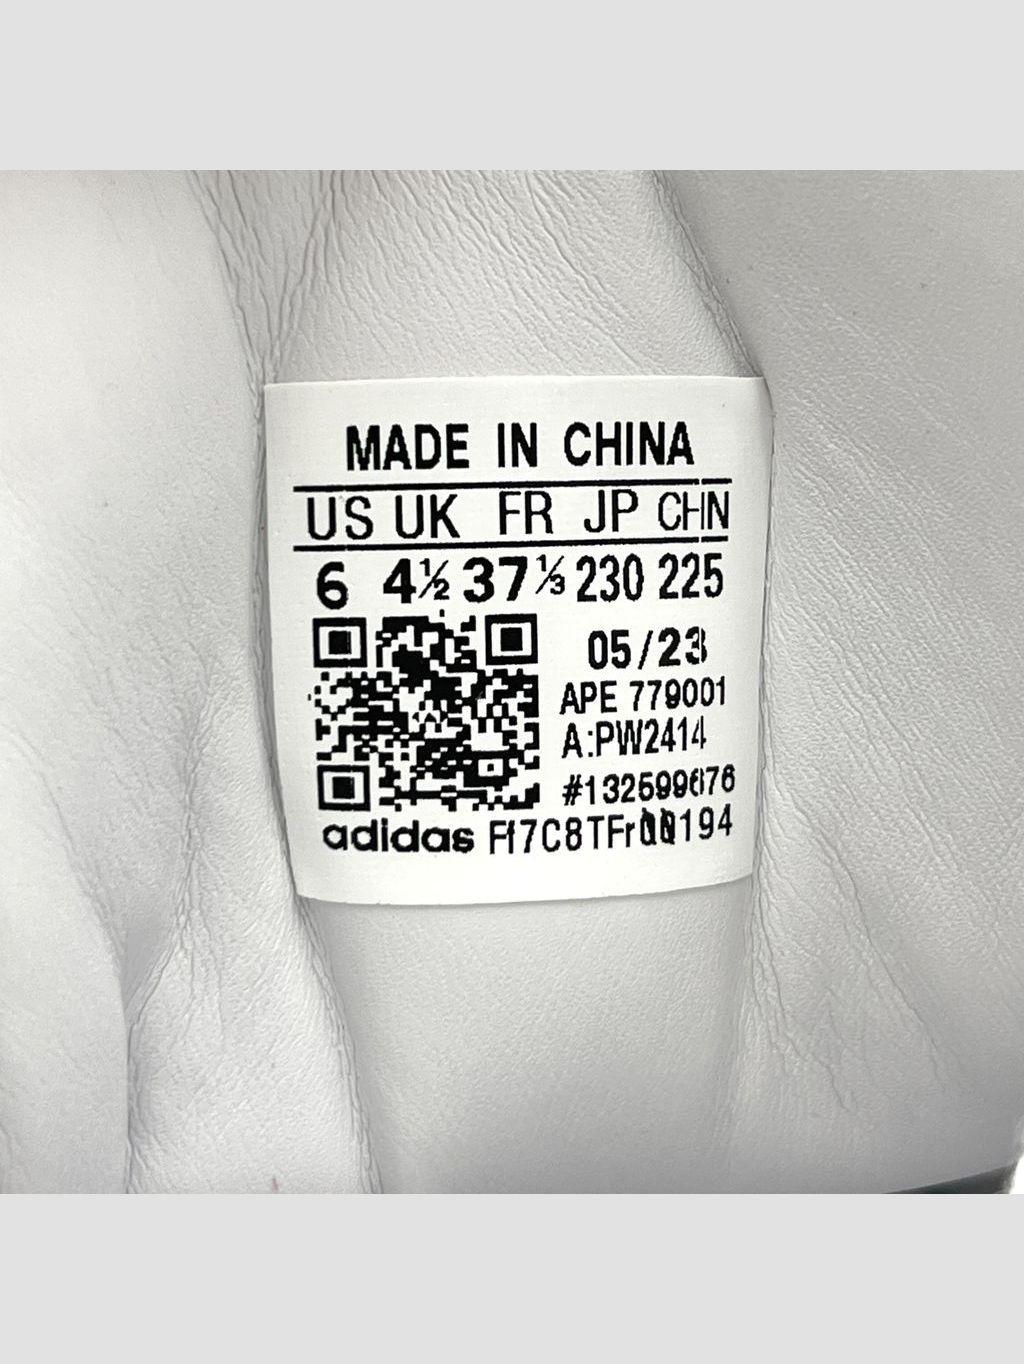 MADE IN CHINA
US UK FR JP CHN
6 4½ 37⅓ 230 225
05/23
APE 779001
A:PW2414
#132599676
adidas